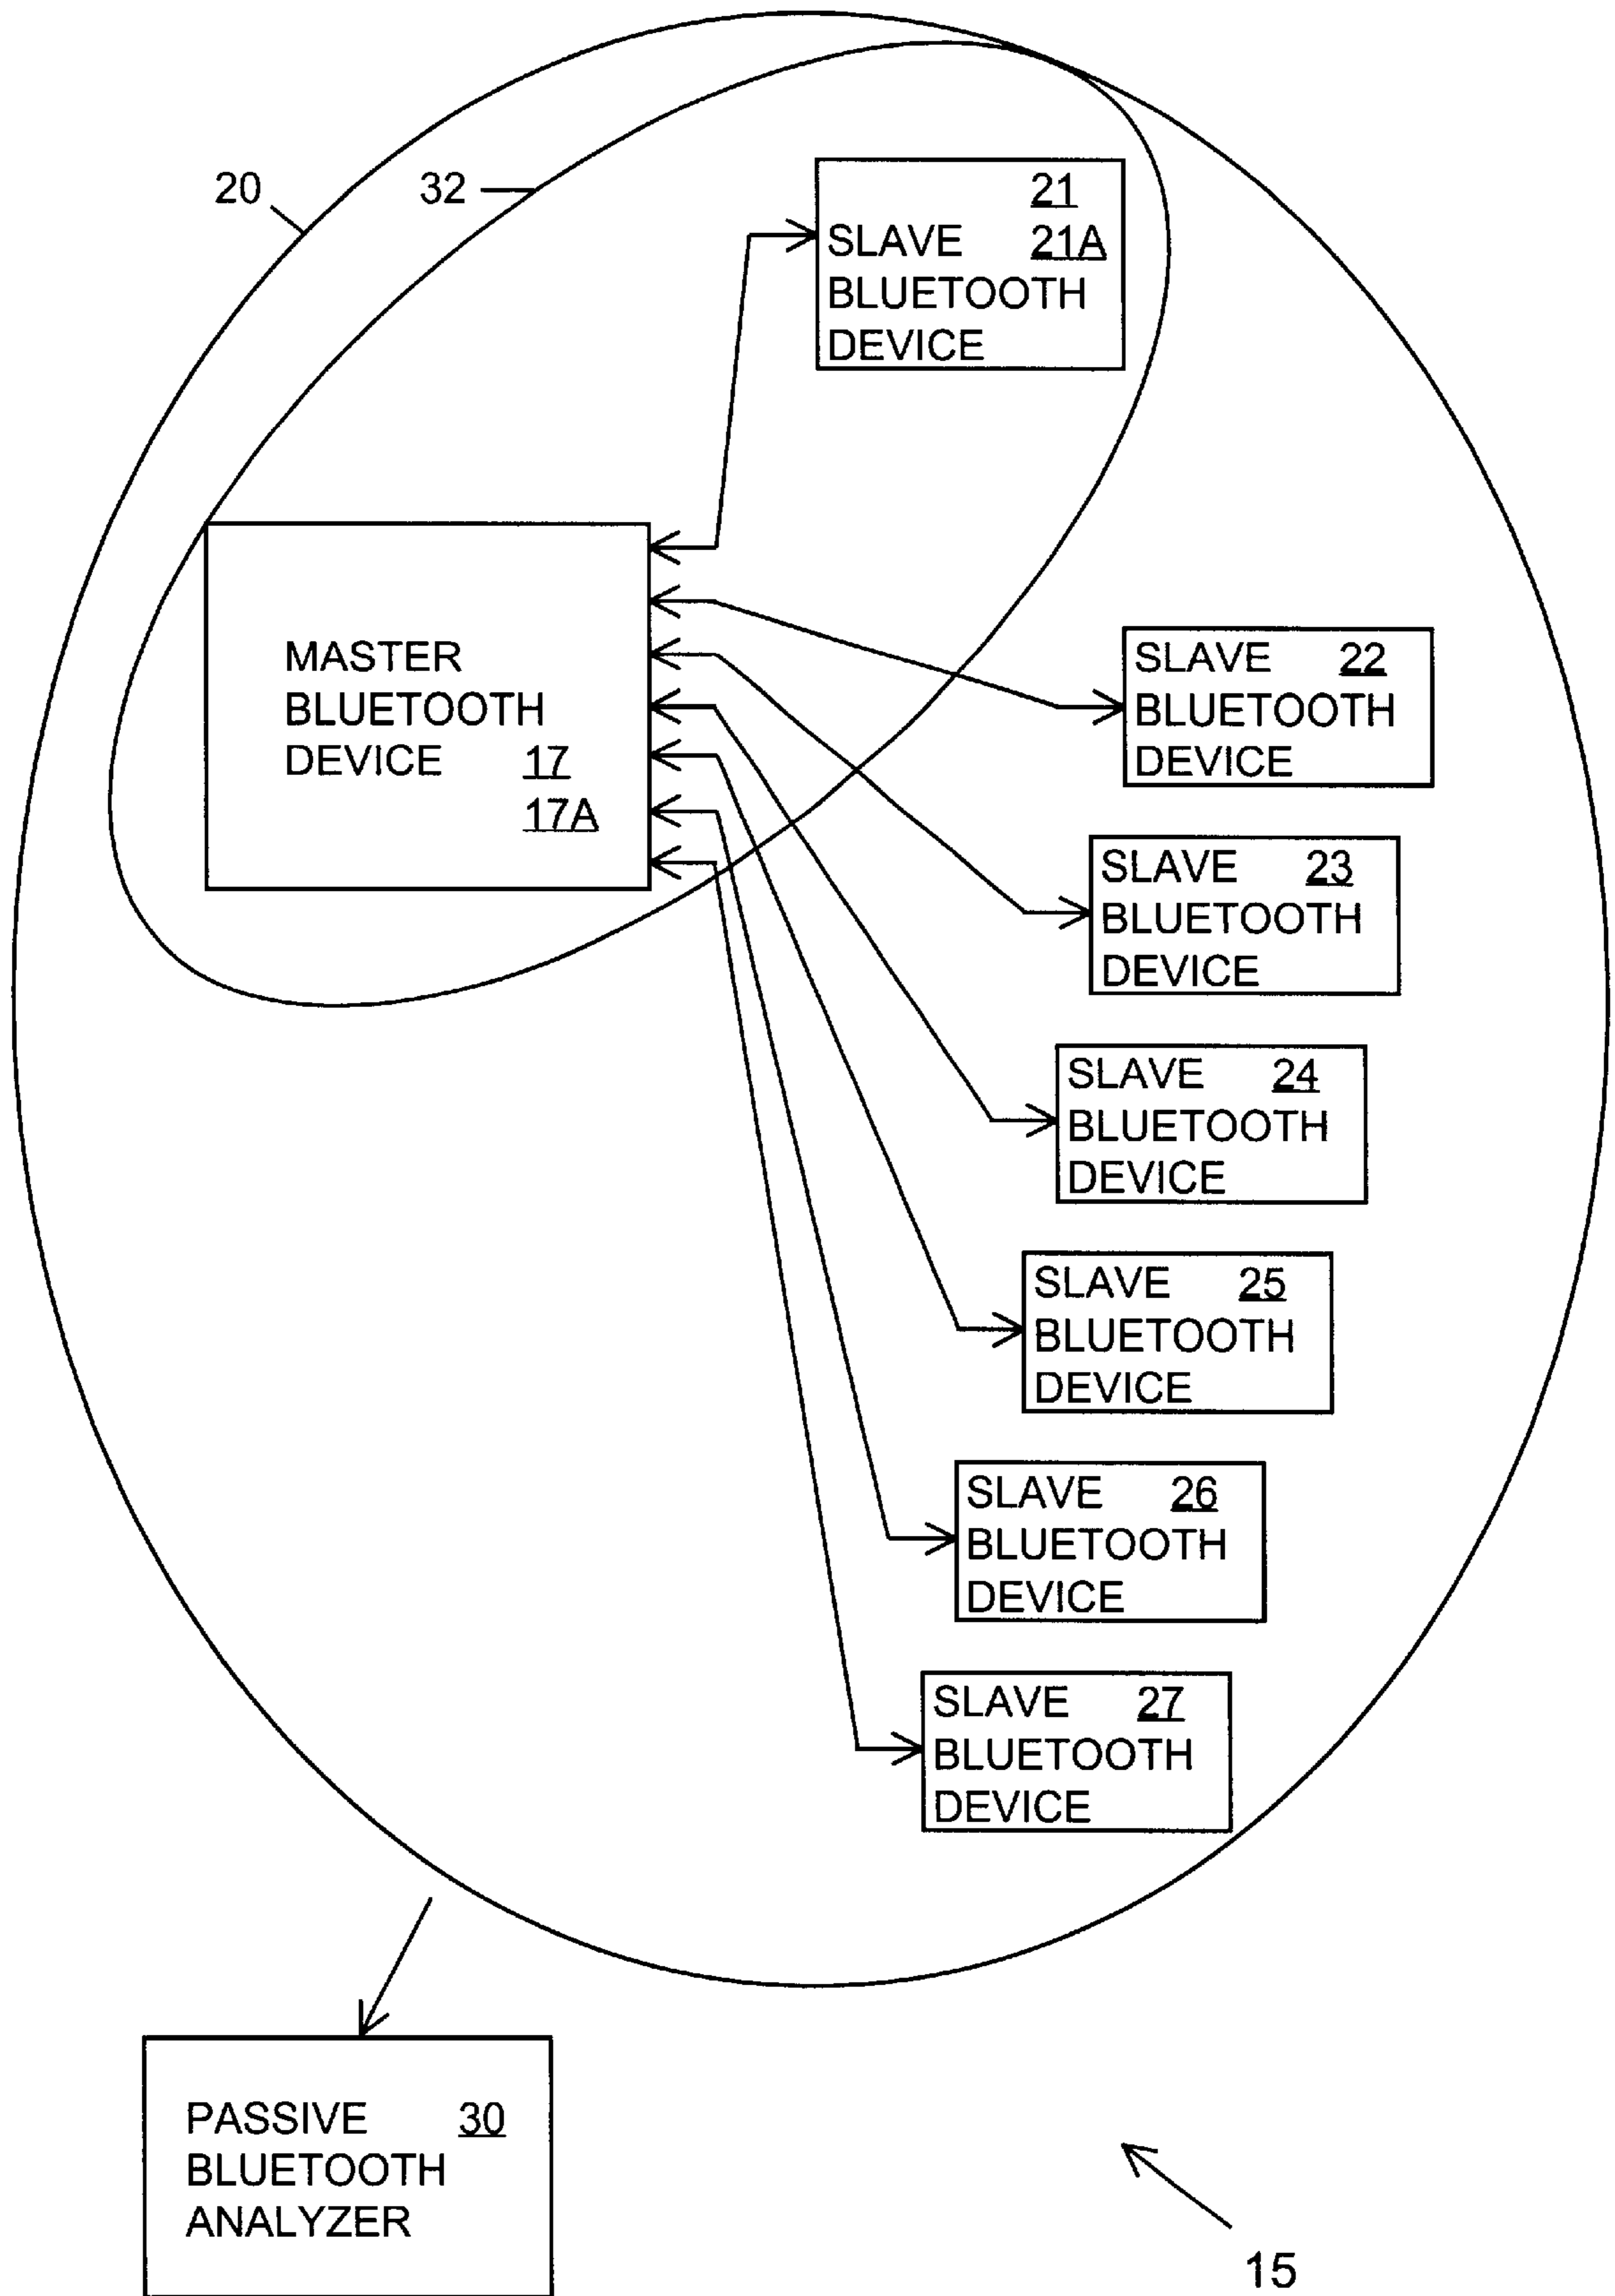 20
32
21
SLAVE 21A
BLUETOOTH
DEVICE
MASTER
BLUETOOTH
DEVICE 17
17A
SLAVE 22
BLUETOOTH
DEVICE
SLAVE 23
BLUETOOTH
DEVICE
SLAVE 24
BLUETOOTH
DEVICE
SLAVE 25
BLUETOOTH
DEVICE
SLAVE 26
BLUETOOTH
DEVICE
SLAVE 27
BLUETOOTH
DEVICE
PASSIVE 30
BLUETOOTH
ANALYZER
15